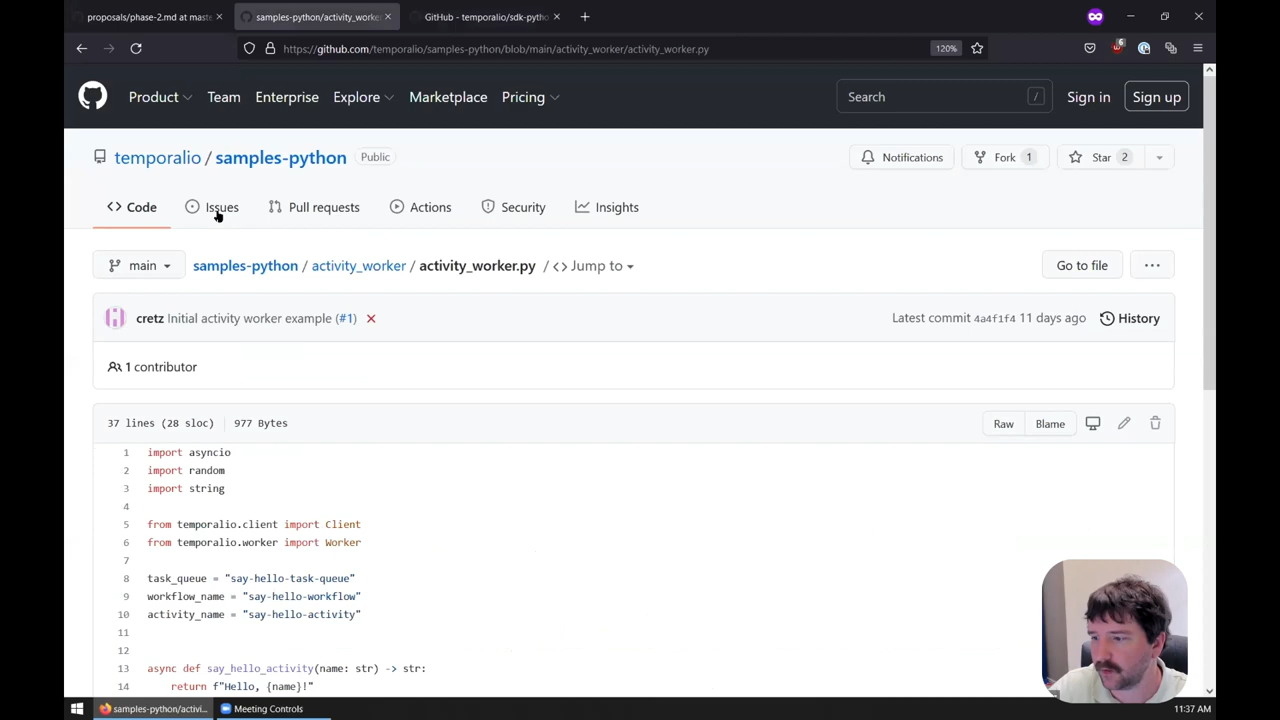 proposals/phase-2.md at mast
samples-python/activity_worke
GitHub - temporalio/sdk-pytho
https://github.com/temporalio/samples-python/blob/main/activity_worker/activity_worker.py
120%
6
Product
Team
Enterprise
Explore
Marketplace
Pricing
Search
/
Sign in
Sign up
temporalio / samples-python
Public
Notifications
Fork 1
Star 2
<> Code
Issues
Pull requests
Actions
Security
Insights
main
samples-python / activity_worker / activity_worker.py / <> Jump to
Go to file
...
cretz Initial activity worker example (#1)
Latest commit 4a4f1f4 11 days ago
History
1 contributor
37 lines (28 sloc) | 977 Bytes
Raw
Blame
1 import asyncio
2 import random
3 import string
4
5 from temporalio.client import Client
6 from temporalio.worker import Worker
7
8 task_queue = "say-hello-task-queue"
9 workflow_name = "say-hello-workflow"
10 activity_name = "say-hello-activity"
11
12
13 async def say_hello_activity(name: str) -> str:
14 return f"Hello, {name}!"
samples-python/activi...
Meeting Controls
11:37 AM